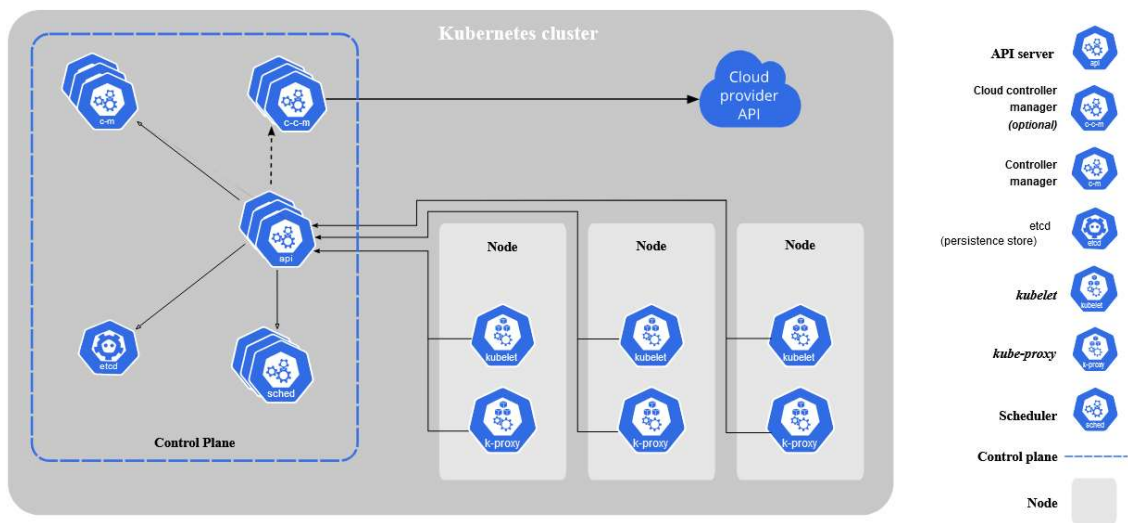 Kubernetes cluster
c-m
c-c-m
Cloud
provider
API
api
etcd
sched
Control Plane
Node
kubelet
k-proxy
Node
kubelet
k-proxy
Node
kubelet
k-proxy
API server
api
Cloud controller
manager
(optional)
c-c-m
Controller
manager
c-m
etcd
(persistence store)
etcd
kubelet
kubelet
kube-proxy
k-proxy
Scheduler
sched
Control plane
Node